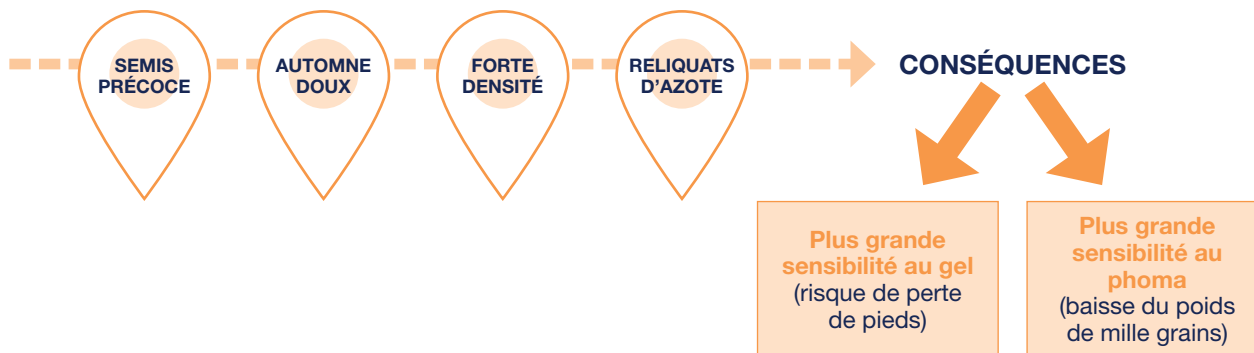 SEMIS
PRÉCOCE
AUTOMNE
DOUX
FORTE
DENSITÉ
RELIQUATS
D'AZOTE
CONSÉQUENCES
Plus grande
sensibilité au gel
(risque de perte
de pieds)
Plus grande
sensibilité au
phoma
(baisse du poids
de mille grains)